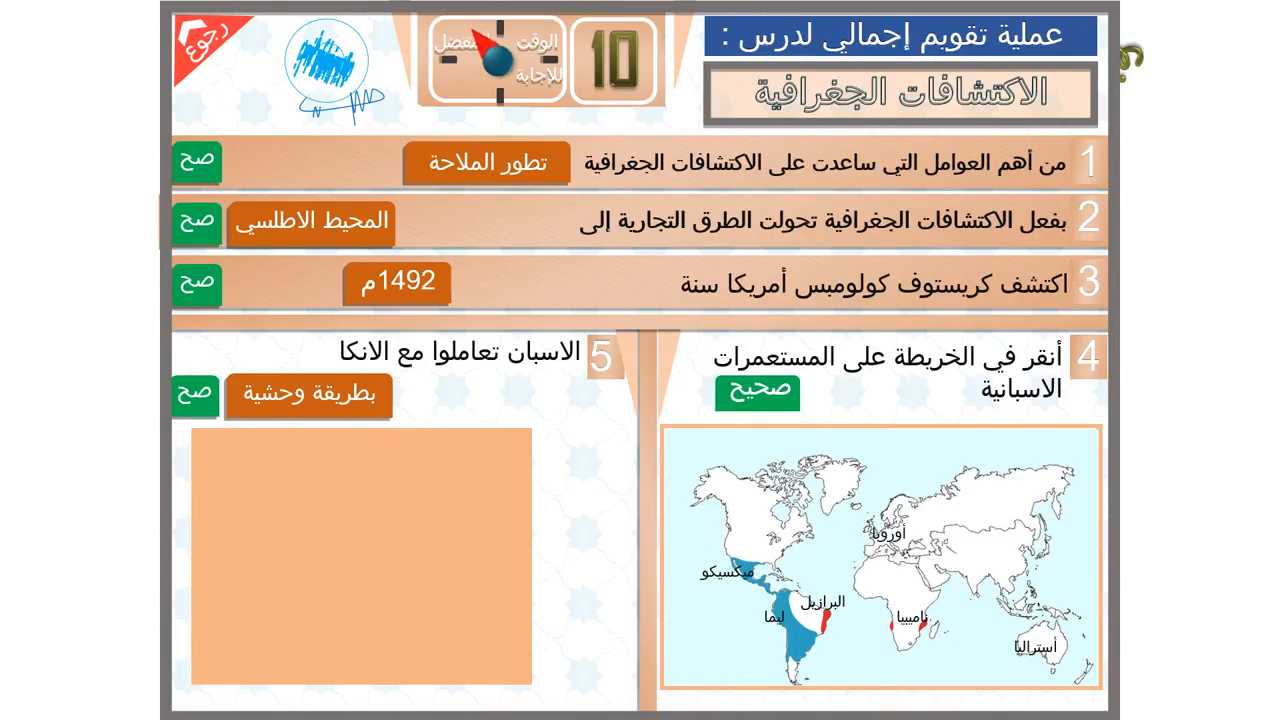 عملية تقويم إجمالي لدرس :
الاكتشافات الجغرافية
10
الوقت المفضل
للإجابة
رجوع
1 من أهم العوامل التي ساعدت على الاكتشافات الجغرافية تطور الملاحة صح
2 بفعل الاكتشافات الجغرافية تحولت الطرق التجارية إلى المحيط الاطلسي صح
3 اكتشف كريستوف كولومبس أمريكا سنة 1492م صح
4 أنقر في الخريطة على المستعمرات
الاسبانية صحيح
أوروبا
ميكسيكو
البرازيل
ليما
ناميبيا
أستراليا
5 الاسبان تعاملوا مع الانكا
بطريقة وحشية صح